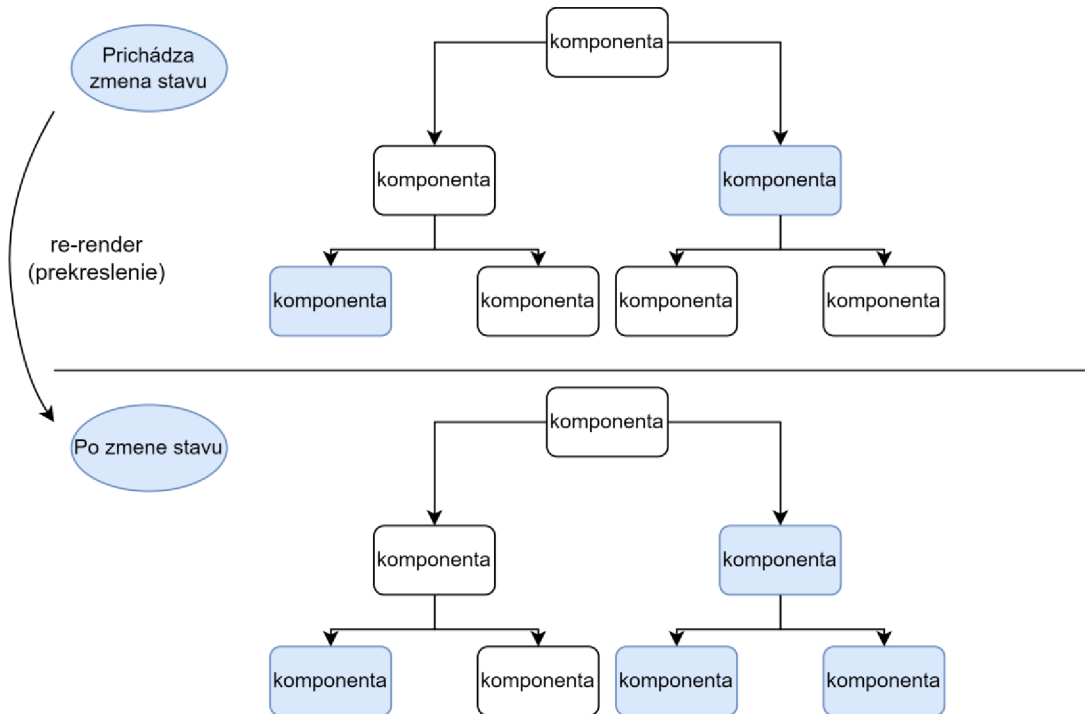 Prichádza
zmena stavu
komponenta
komponenta
komponenta
re-render
(prekreslenie)
komponenta
komponenta
komponenta
komponenta
Po zmene stavu
komponenta
komponenta
komponenta
komponenta
komponenta
komponenta
komponenta